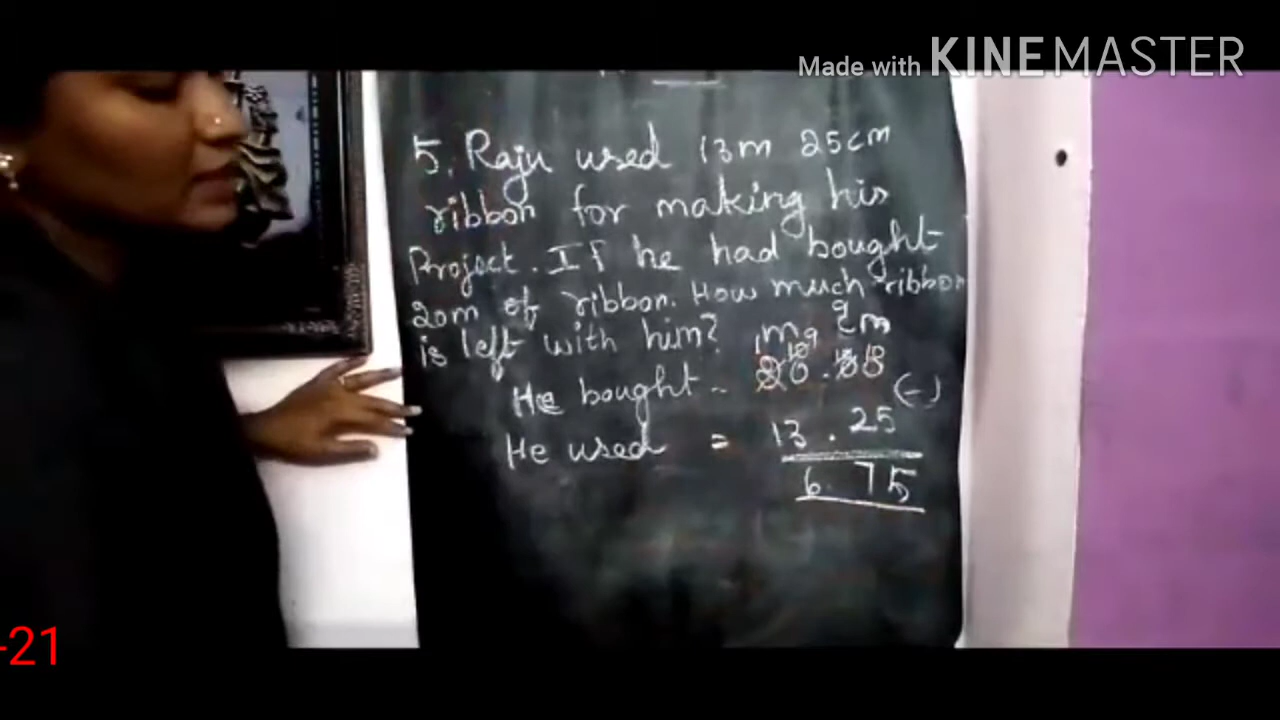 Made with KINEMASTER
5. Raju used 13m 25cm
ribbon for making his
Project. If he had bought
20m of ribbon. How much ribbon
is left with him? m cm
He bought - 20.00 (-)
He used = 13.25
6.75
-21